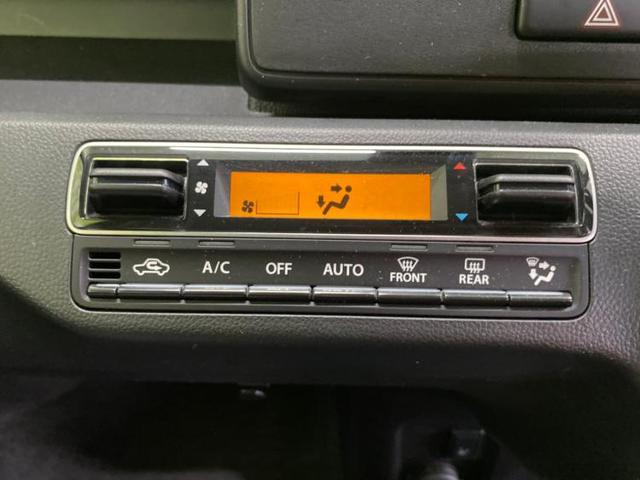 A/C OFF AUTO FRONT REAR